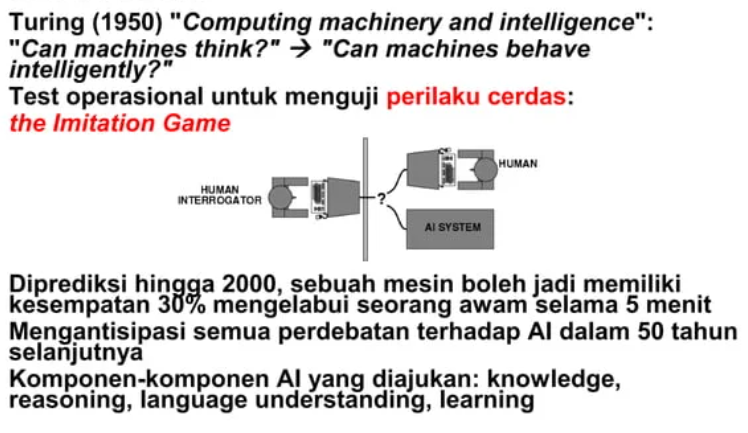 Turing (1950) "Computing machinery and intelligence":
"Can machines think?" → "Can machines behave
intelligently?"
Test operasional untuk menguji perilaku cerdas:
the Imitation Game
HUMAN
HUMAN
INTERROGATOR
?
AI SYSTEM
Diprediksi hingga 2000, sebuah mesin boleh jadi memiliki
kesempatan 30% mengelabui seorang awam selama 5 menit
Mengantisipasi semua perdebatan terhadap AI dalam 50 tahun
selanjutnya
Komponen-komponen AI yang diajukan: knowledge,
reasoning, language understanding, learning